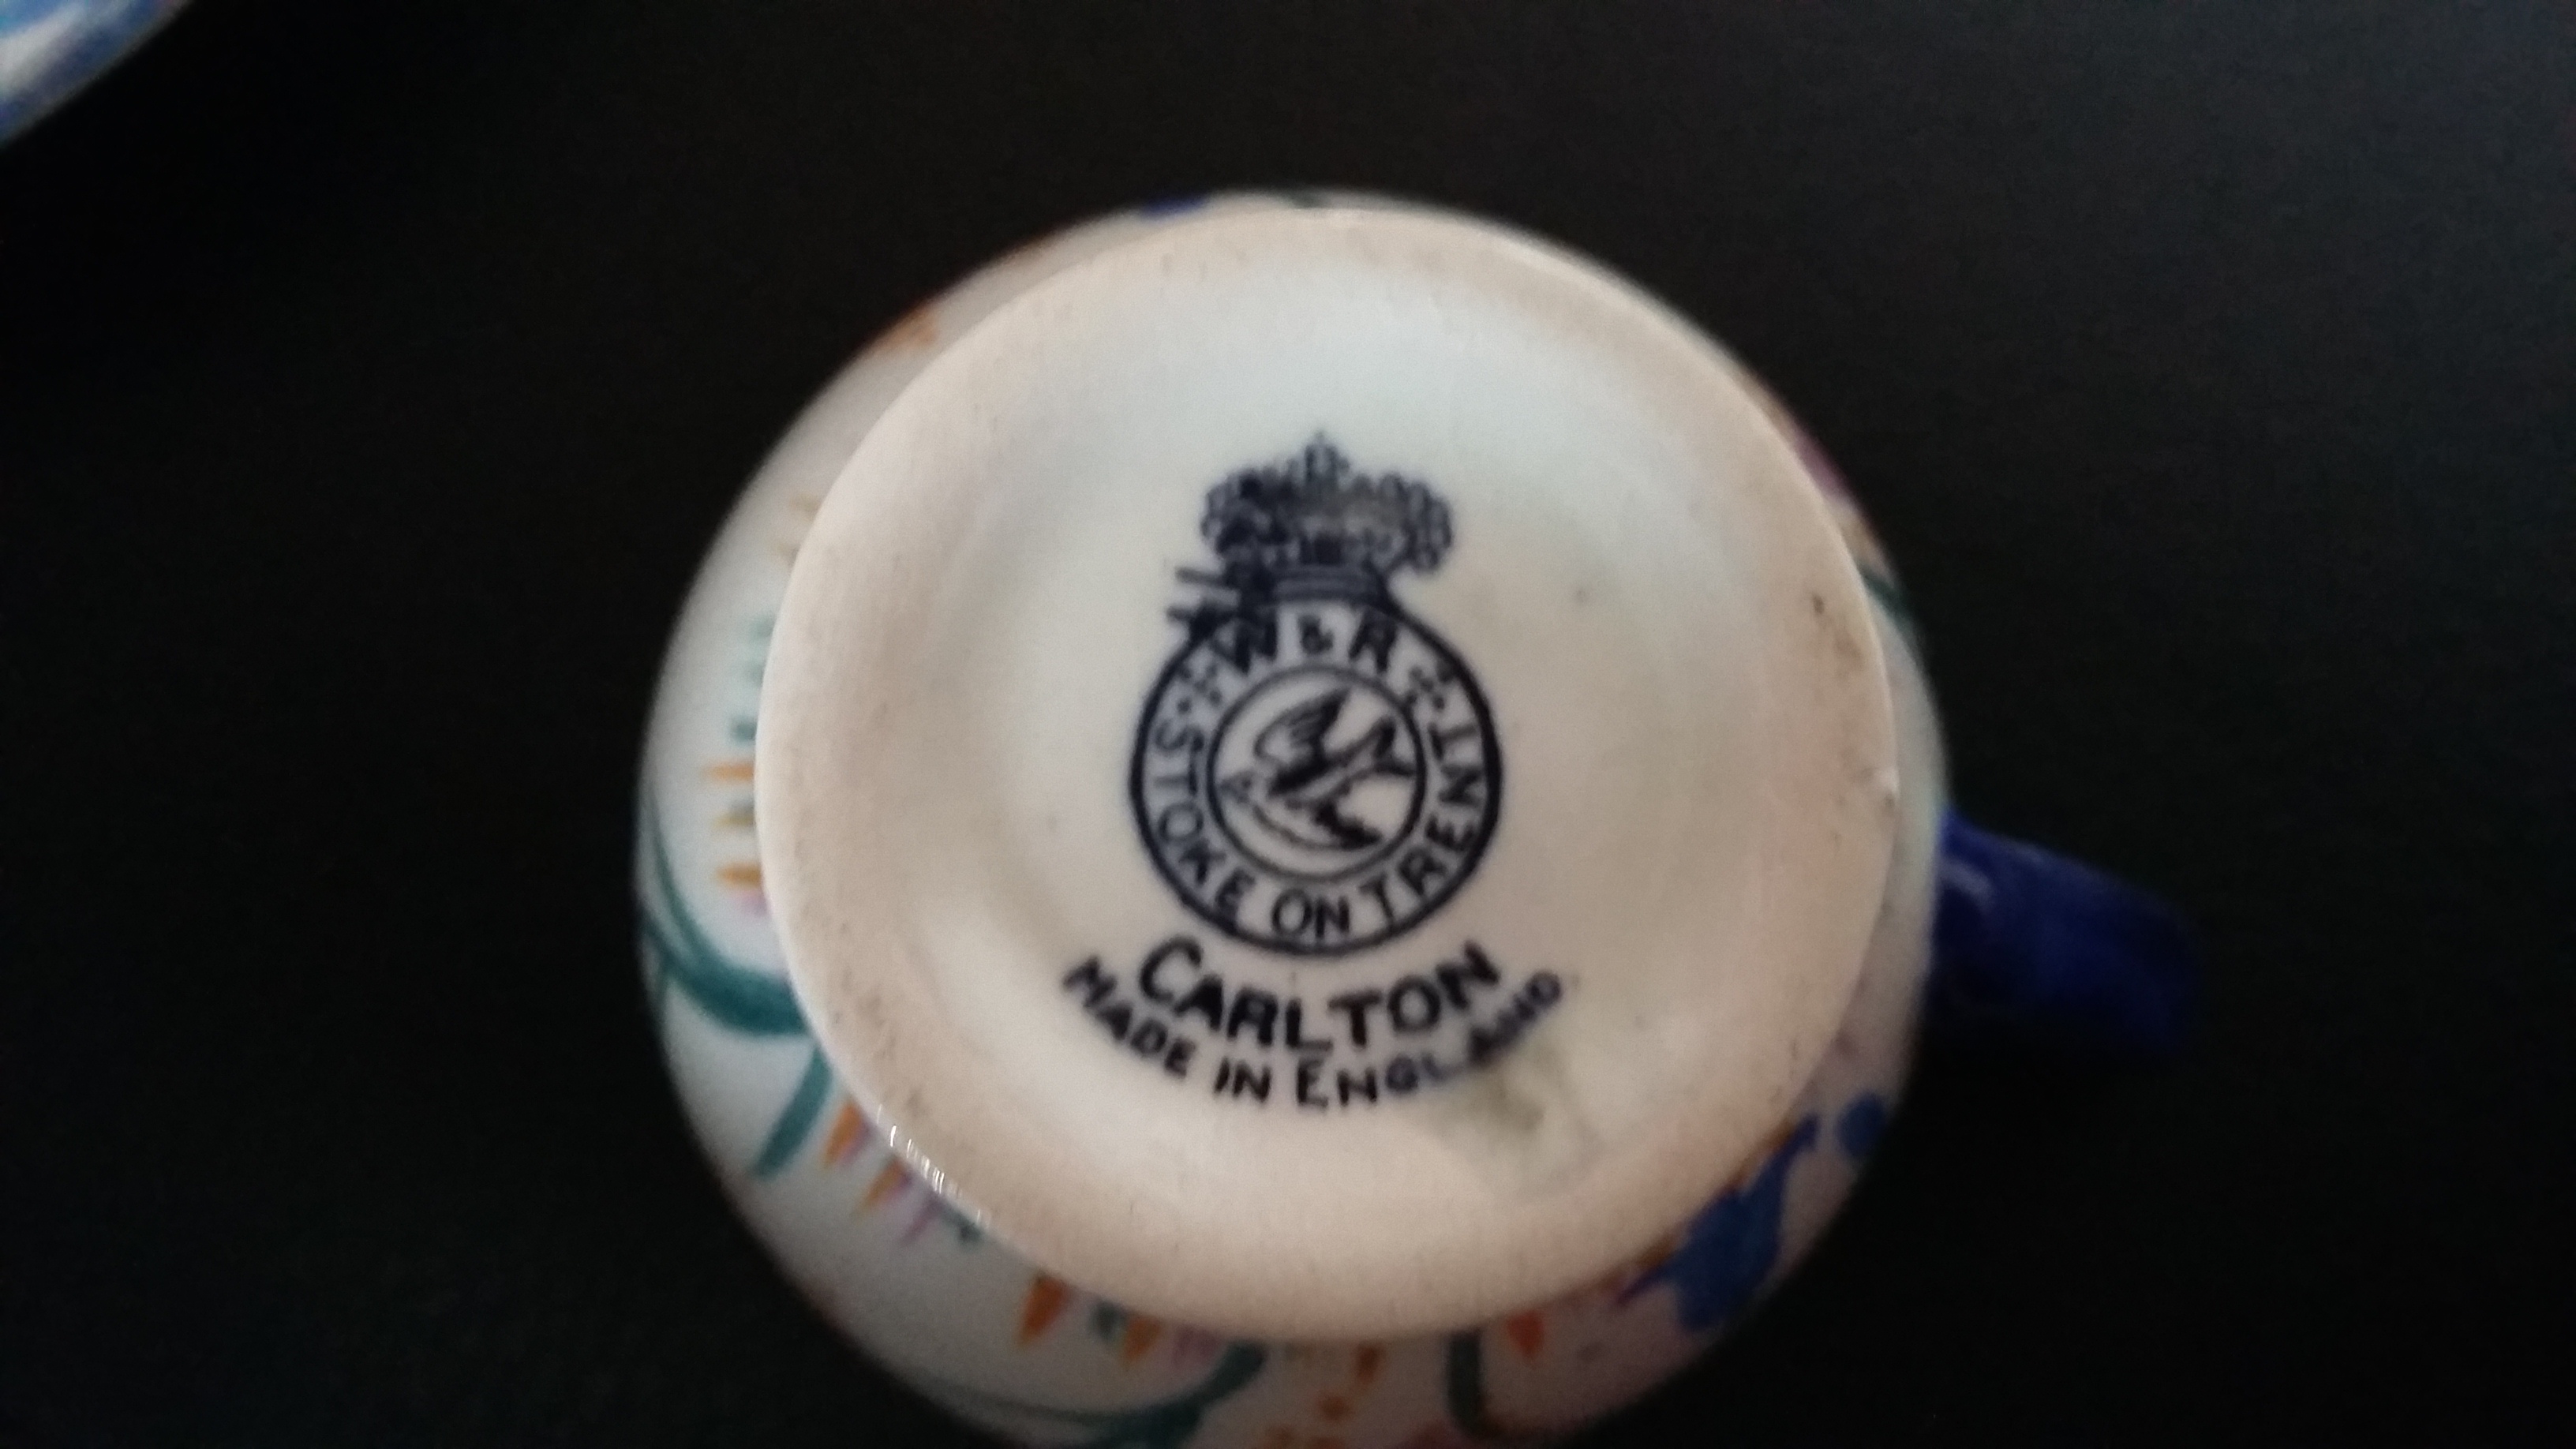 W & R
STOKE ON TRENT
CARLTON
MADE IN ENGLAND